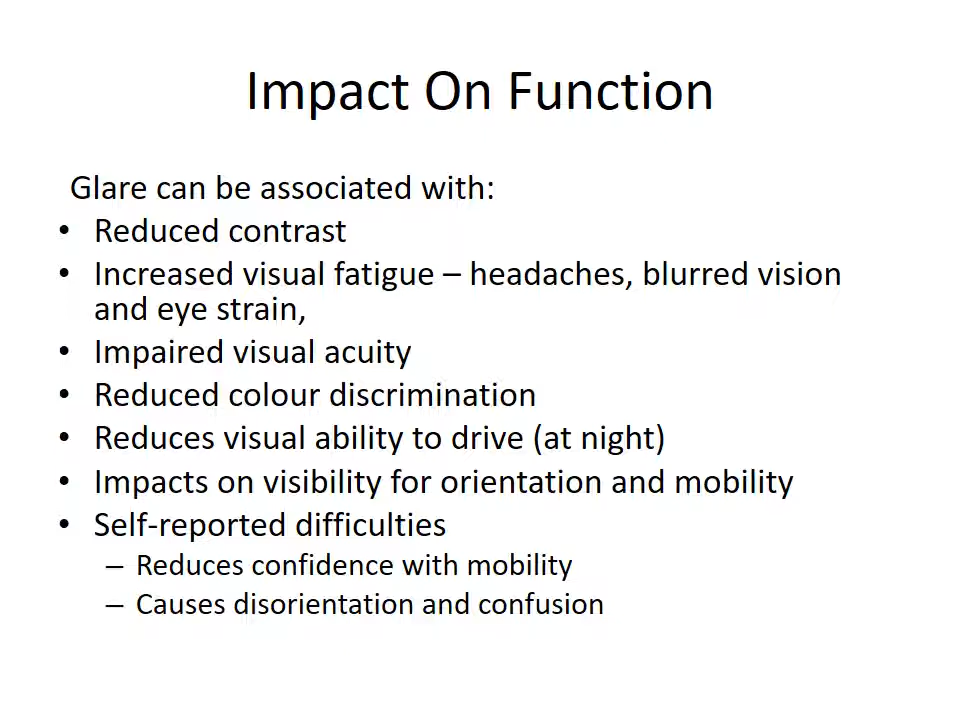 Impact On Function
Glare can be associated with:
• Reduced contrast
• Increased visual fatigue – headaches, blurred vision
and eye strain,
• Impaired visual acuity
• Reduced colour discrimination
• Reduces visual ability to drive (at night)
• Impacts on visibility for orientation and mobility
• Self-reported difficulties
– Reduces confidence with mobility
– Causes disorientation and confusion